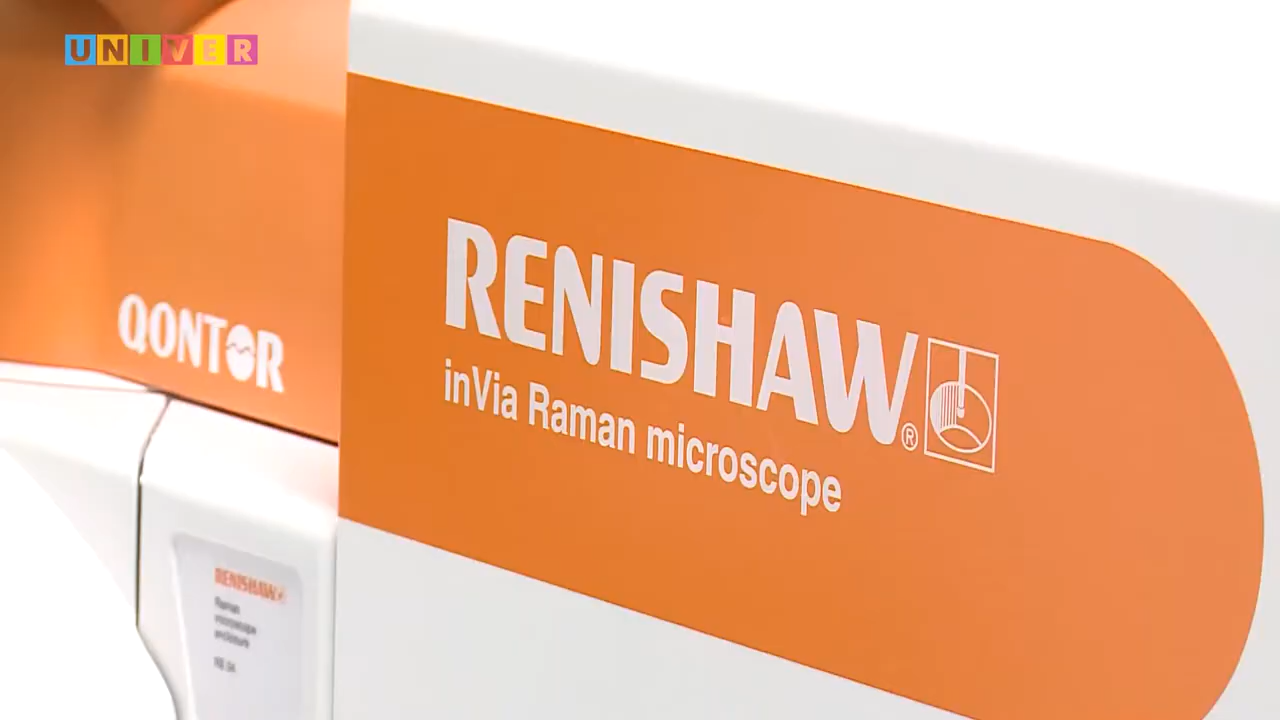 UNIVER
QONTOR
RENISHAW®
inVia Raman microscope
RENISHAW
Raman
microscope
enclosure